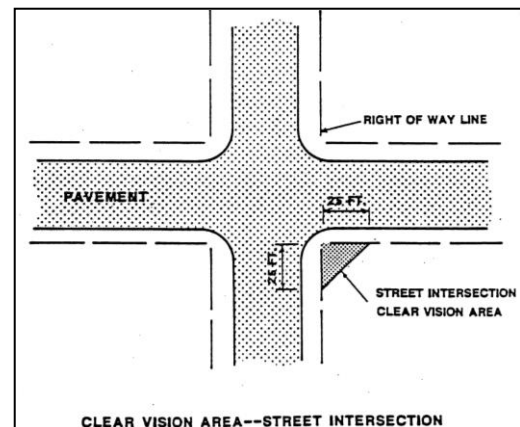 RIGHT OF WAY LINE
PAVEMENT
25 FT.
25 FT.
STREET INTERSECTION
CLEAR VISION AREA
CLEAR VISION AREA--STREET INTERSECTION